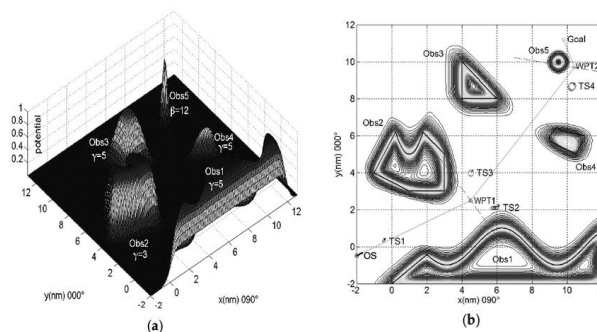 1
0.8
0.6
0.4
0.2
potential
Obs5
β=12
Obs3
γ=5
Obs4
γ=5
Obs1
γ=5
Obs2
γ=3
12
10
8
6
4
2
0
-2
-2
0
2
4
6
8
10
12
y(nm) 000°
x(nm) 090°
(a)
12
10
8
6
4
2
0
-2
y(nm) 000°
Goal
Obs3
Obs5
WPT2
TS4
Obs2
Obs4
TS3
WPT1
TS2
TS1
OS
Obs1
0
2
4
6
8
10
x(nm) 090°
(b)